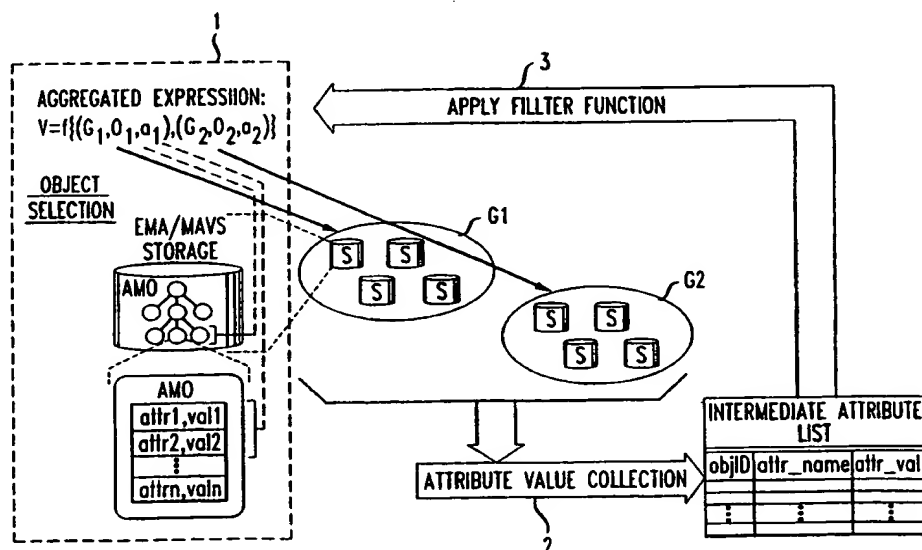 1
AGGREGATED EXPRESSIION:
V=f{(G₁,O₁,a₁),(G₂,O₂,a₂)}
OBJECT
SELECTION
EMA/MAVS
STORAGE
AMO
AMO
attr1,val1
attr2,val2
⋮
attrn,valn
3
APPLY FILLTER FUNCTION
G1
S S
S S
G2
S S
S S
ATTRIBUTE VALUE COLLECTION
2
INTERMEDIATE ATTRIBUTE
LIST
objID attr_name attr_val
⋮ ⋮ ⋮